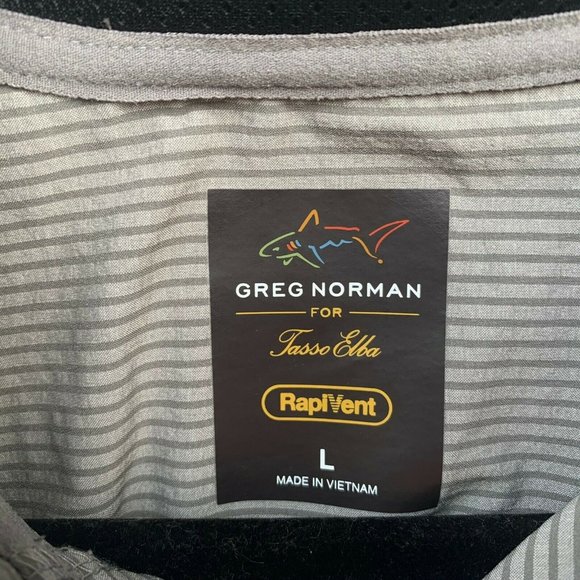 GREG NORMAN
FOR
Tasso Elba
RapiVent
L
MADE IN VIETNAM